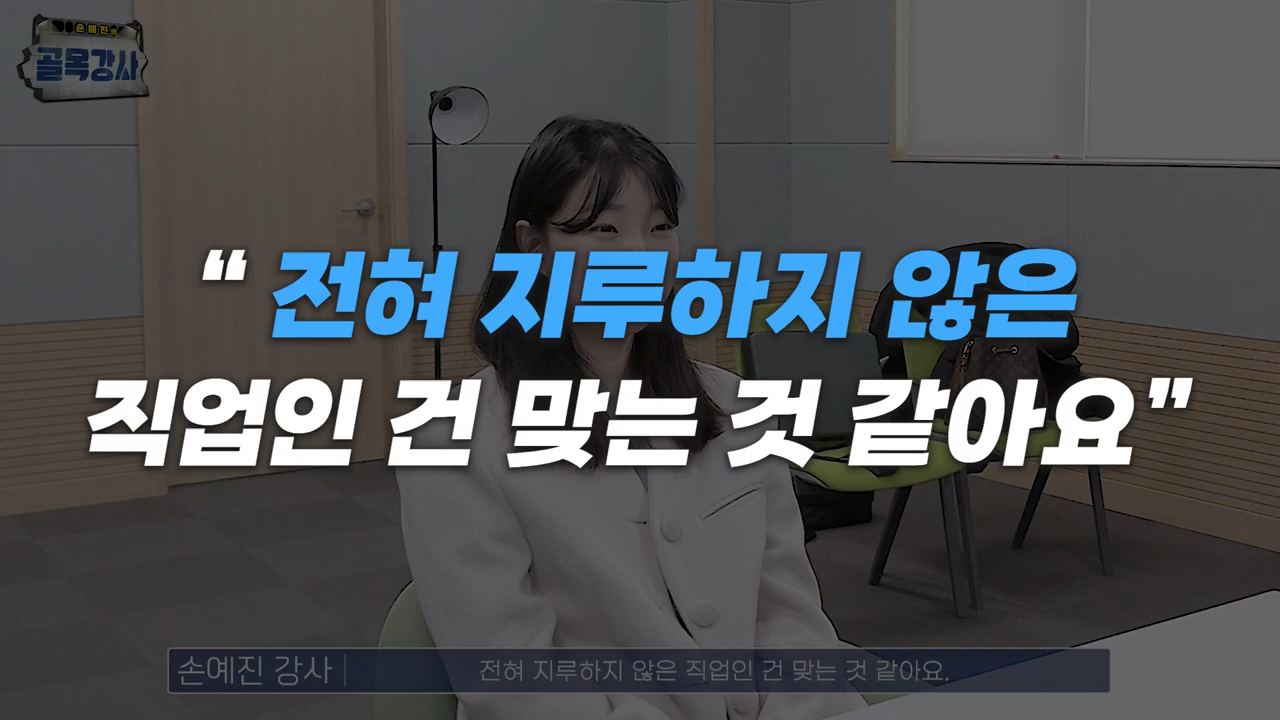 손예진의
골목강사
“ 전혀 지루하지 않은
직업인 건 맞는 것 같아요”
손예진 강사
전혀 지루하지 않은 직업인 건 맞는 것 같아요.